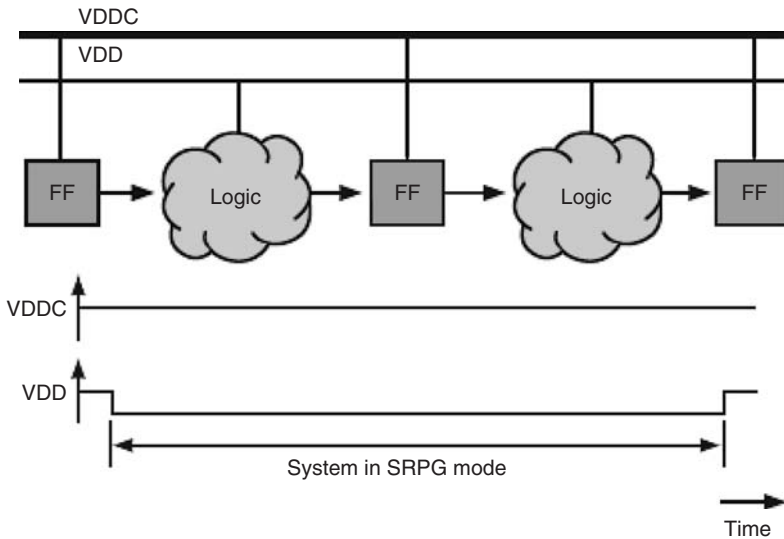 VDDC
VDD
FF
Logic
FF
Logic
FF
VDDC
VDD
System in SRPG mode
Time